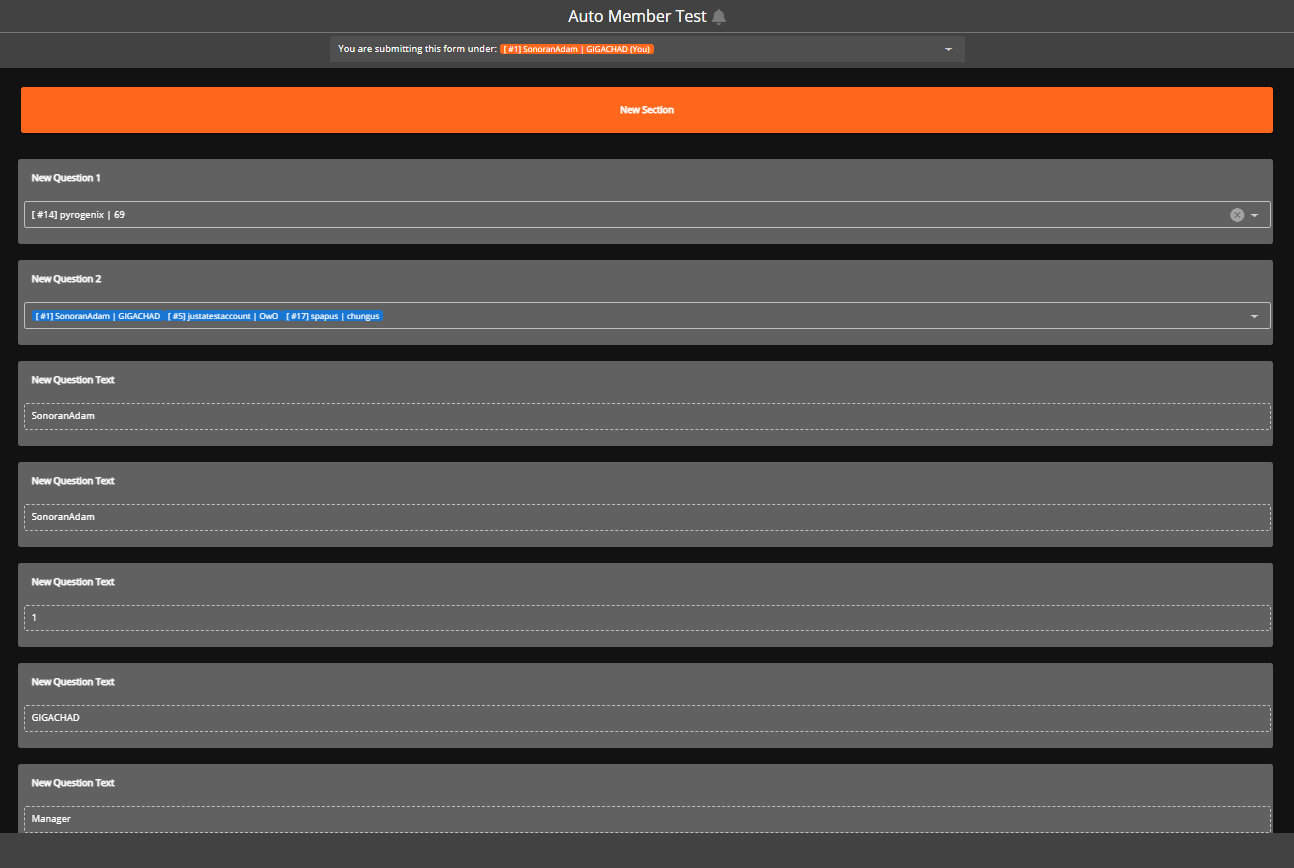 Auto Member Test
You are submitting this form under: [ #1] SonoranAdam | GIGACHAD (You)
New Section
New Question 1
[ #14] pyrogenix | 69
New Question 2
[ #1] SonoranAdam | GIGACHAD [ #5] justatestaccount | OwO [ #17] spapus | chungus
New Question Text
SonoranAdam
New Question Text
SonoranAdam
New Question Text
1
New Question Text
GIGACHAD
New Question Text
Manager